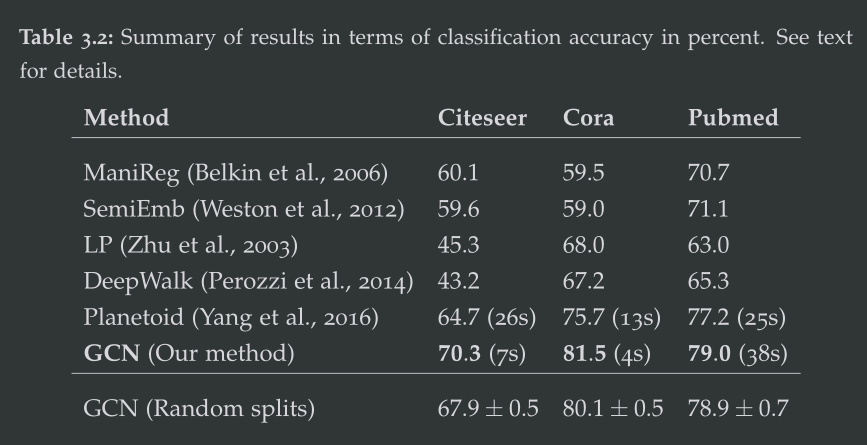 Table 3.2: Summary of results in terms of classification accuracy in percent. See text
for details.
Method Citeseer Cora Pubmed
ManiReg (Belkin et al., 2006) 60.1 59.5 70.7
SemiEmb (Weston et al., 2012) 59.6 59.0 71.1
LP (Zhu et al., 2003) 45.3 68.0 63.0
DeepWalk (Perozzi et al., 2014) 43.2 67.2 65.3
Planetoid (Yang et al., 2016) 64.7 (26s) 75.7 (13s) 77.2 (25s)
GCN (Our method) 70.3 (7s) 81.5 (4s) 79.0 (38s)
GCN (Random splits) 67.9 ± 0.5 80.1 ± 0.5 78.9 ± 0.7